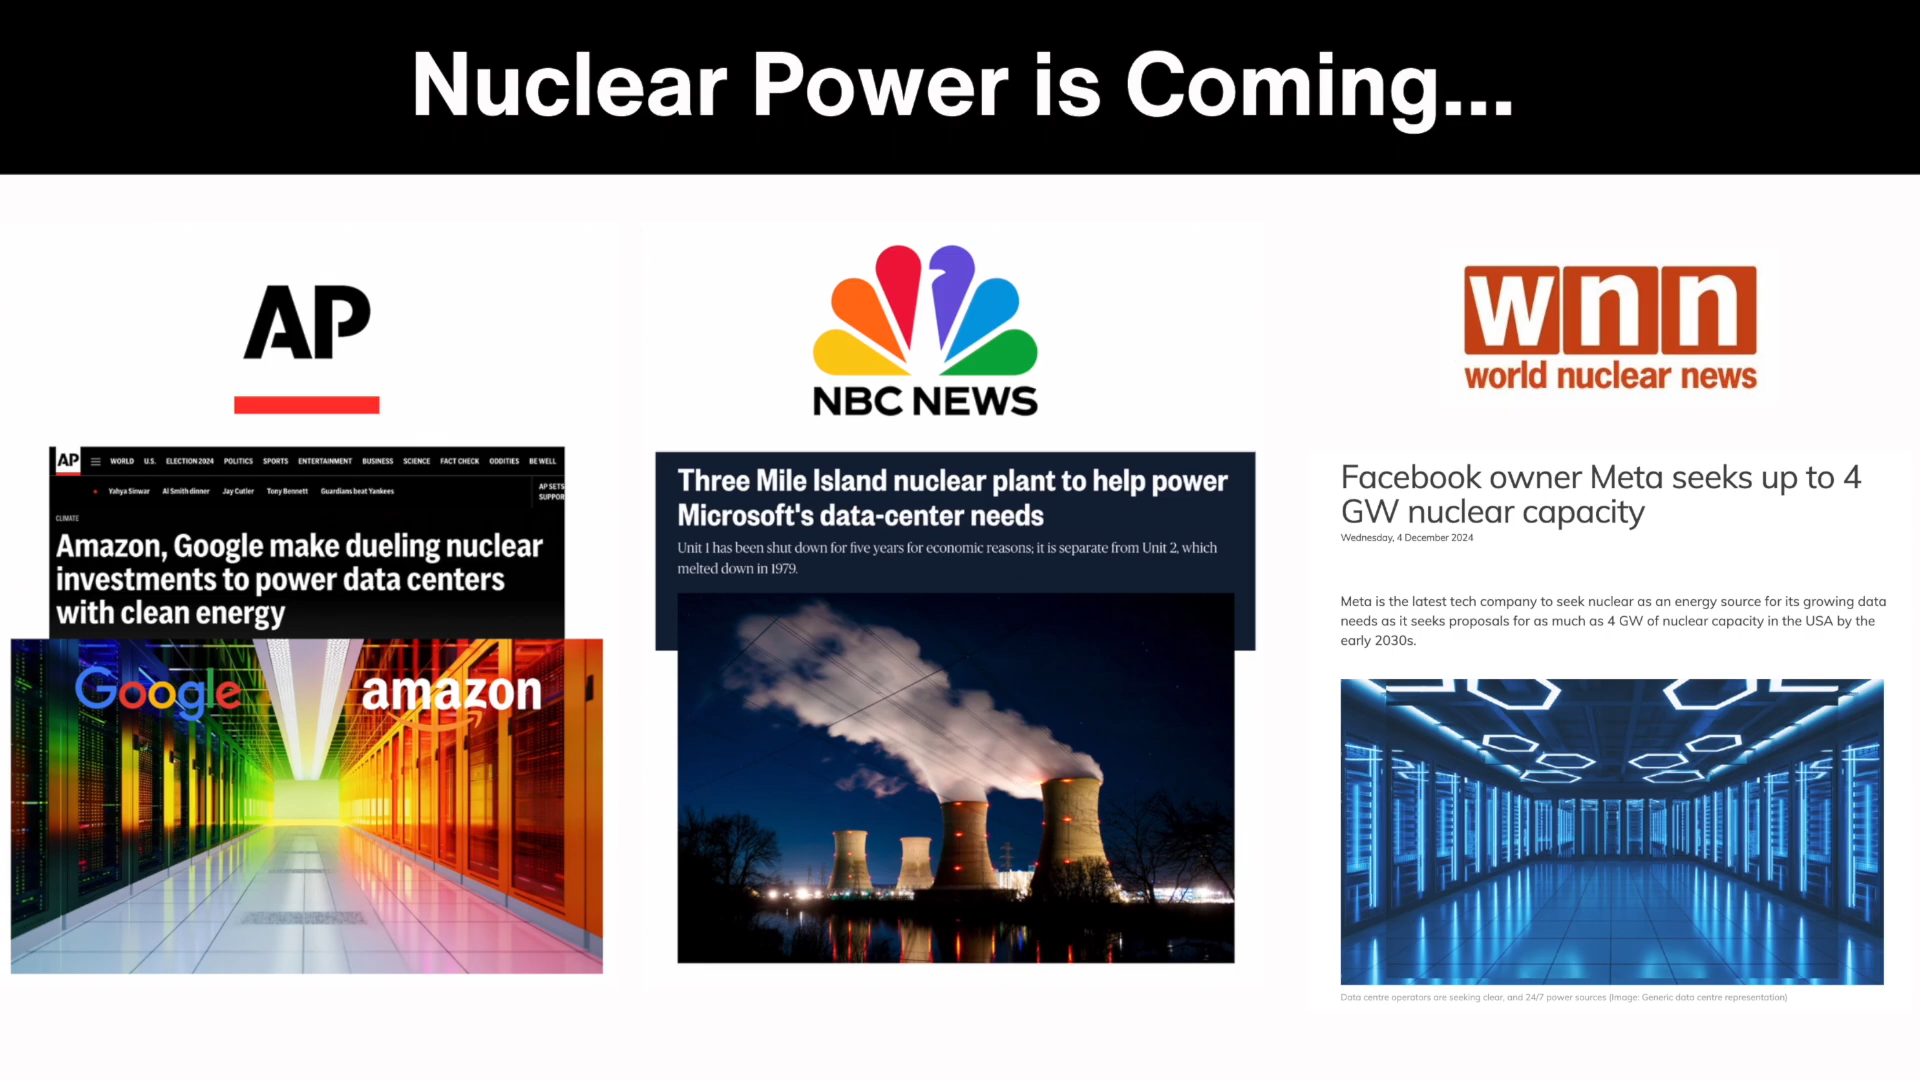 Nuclear Power is Coming...
AP
AP
WORLD U.S. ELECTION 2024 POLITICS SPORTS ENTERTAINMENT BUSINESS SCIENCE FACT CHECK ODDITIES BE WELL
Yahya Sinwar Al Smith dinner Jay Cutler Tony Bennett Guardians beat Yankees
AP SETS
SUPPOR
CLIMATE
Amazon, Google make dueling nuclear
investments to power data centers
with clean energy
Google
amazon
NBC NEWS
Three Mile Island nuclear plant to help power
Microsoft's data-center needs
Unit 1 has been shut down for five years for economic reasons; it is separate from Unit 2, which
melted down in 1979.
wnn
world nuclear news
Facebook owner Meta seeks up to 4
GW nuclear capacity
Wednesday, 4 December 2024
Meta is the latest tech company to seek nuclear as an energy source for its growing data
needs as it seeks proposals for as much as 4 GW of nuclear capacity in the USA by the
early 2030s.
Data centre operators are seeking clear, and 24/7 power sources (Image: Generic data centre representation)